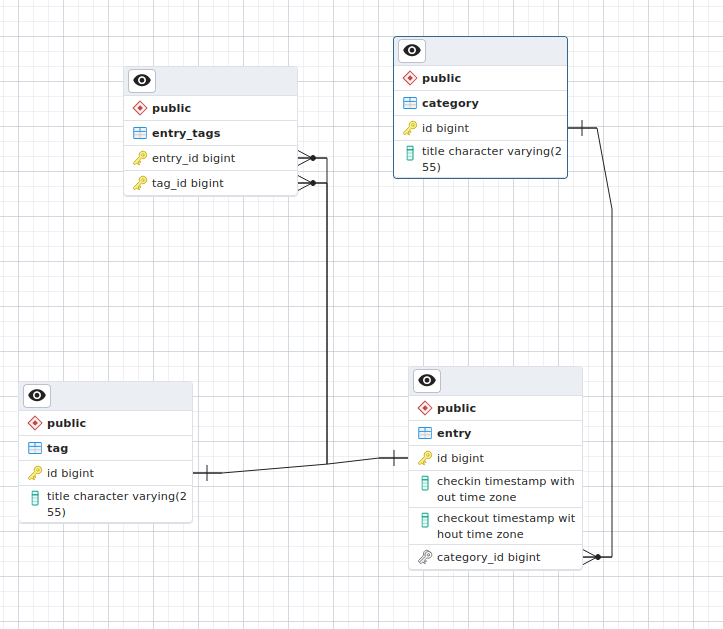 public
entry_tags
entry_id bigint
tag_id bigint
public
category
id bigint
title character varying(2
55)
public
tag
id bigint
title character varying(2
55)
public
entry
id bigint
checkin timestamp with
out time zone
checkout timestamp wit
hout time zone
category_id bigint